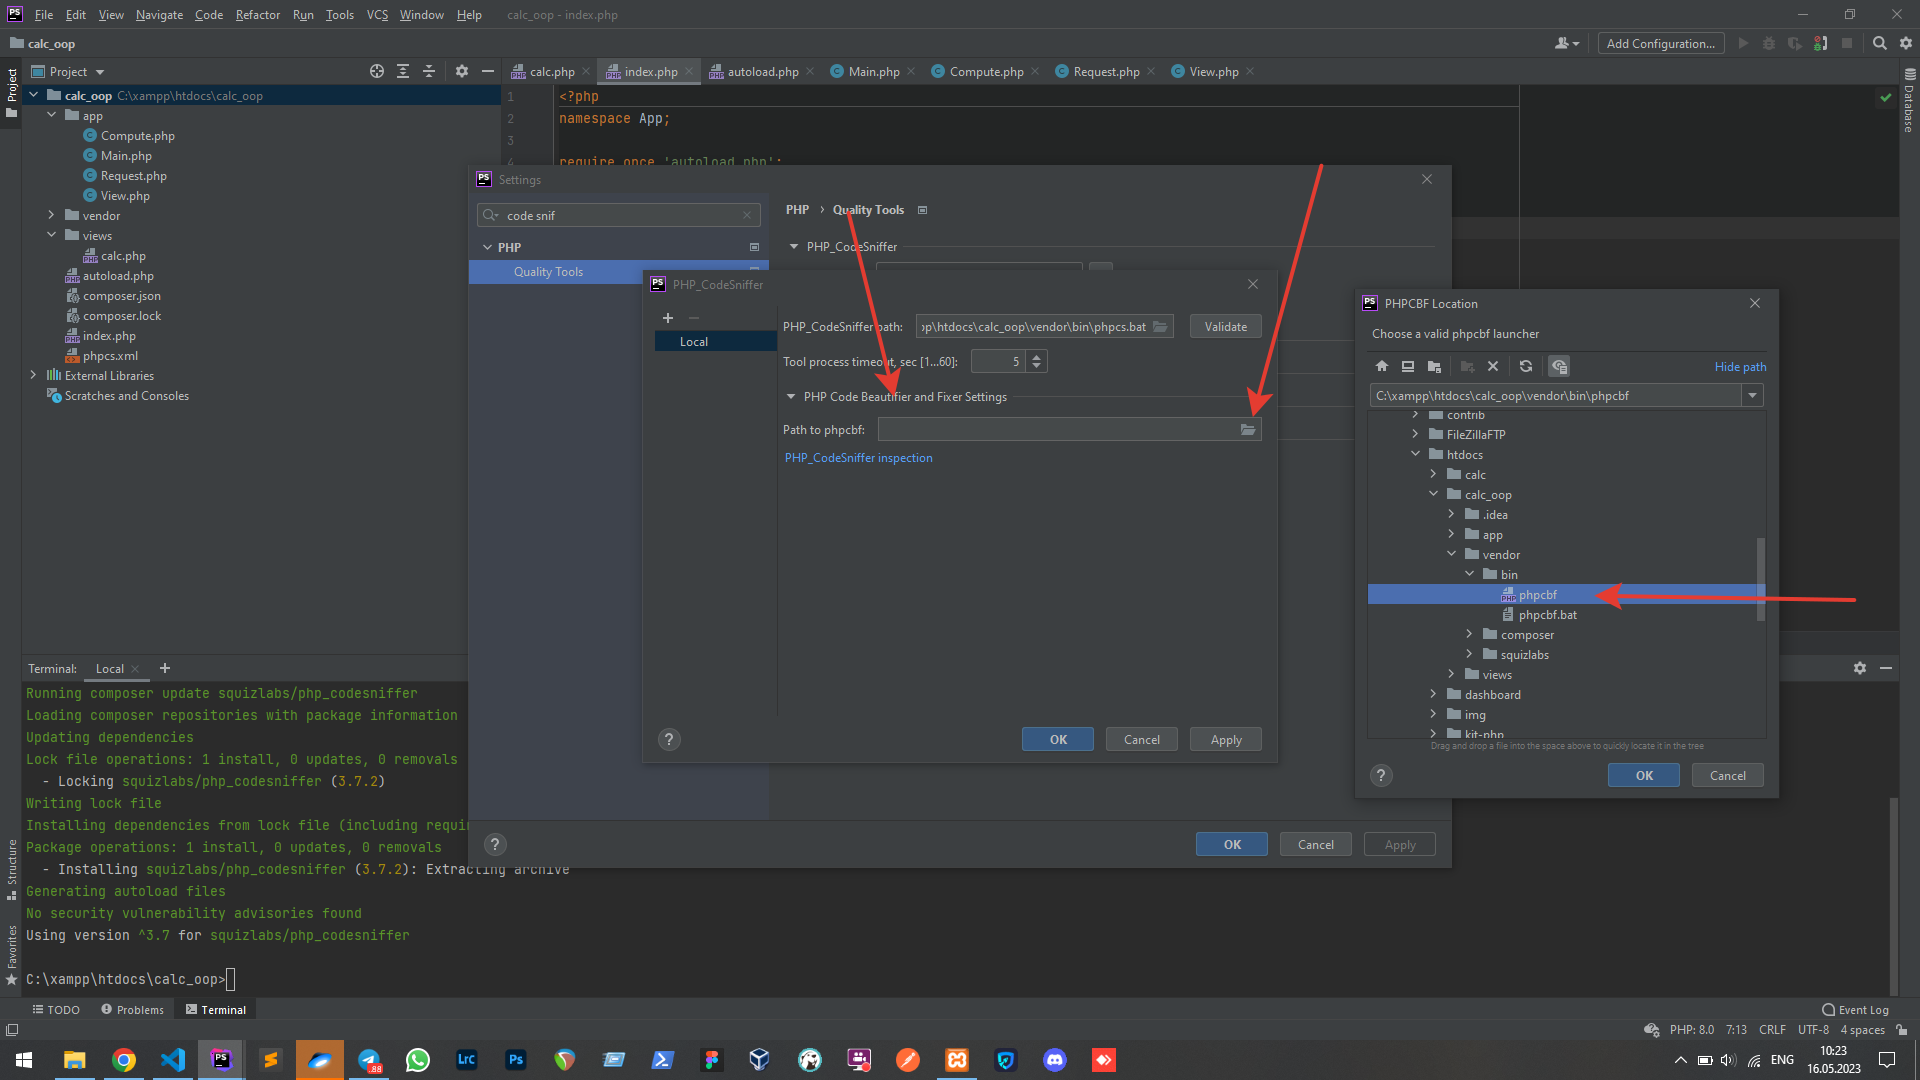 File Edit View Navigate Code Refactor Run Tools VCS Window Help calc_oop - index.php
calc_oop
Add Configuration...
Project
calc.php
index.php
autoload.php
Main.php
Compute.php
Request.php
View.php
Project
Database
calc_oop C:\xampp\htdocs\calc_oop
app
Compute.php
Main.php
Request.php
View.php
vendor
views
calc.php
autoload.php
composer.json
composer.lock
index.php
phpcs.xml
External Libraries
Scratches and Consoles
1 <?php
2 namespace App;
3
4 require_once 'autoload.php';
Settings
code snif
PHP
Quality Tools
PHP › Quality Tools
PHP_CodeSniffer
PHP_CodeSniffer
Local
PHP_CodeSniffer path: \htdocs\calc_oop\vendor\bin\phpcs.bat Validate
Tool process timeout, sec [1...60]: 5
PHP Code Beautifier and Fixer Settings
Path to phpcbf:
PHP_CodeSniffer inspection
? OK Cancel Apply
? OK Cancel Apply
PHPCBF Location
Choose a valid phpcbf launcher
Hide path
C:\xampp\htdocs\calc_oop\vendor\bin\phpcbf
contrib
FileZillaFTP
htdocs
calc
calc_oop
.idea
app
vendor
bin
phpcbf
phpcbf.bat
composer
squizlabs
views
dashboard
img
kit-php
Drag and drop a file into the space above to quickly locate it in the tree
? OK Cancel
Terminal: Local
Running composer update squizlabs/php_codesniffer
Loading composer repositories with package information
Updating dependencies
Lock file operations: 1 install, 0 updates, 0 removals
- Locking squizlabs/php_codesniffer (3.7.2)
Writing lock file
Installing dependencies from lock file (including
Package operations: 1 install, 0 updates, 0 removals
- Installing squizlabs/php_codesniffer (3.7.2): Extracting archive
Generating autoload files
No security vulnerability advisories found
Using version ^3.7 for squizlabs/php_codesniffer
C:\xampp\htdocs\calc_oop>
Structure
Favorites
TODO Problems Terminal
Event Log
PHP: 8.0 7:13 CRLF UTF-8 4 spaces
PS
.88
Lrc
Ps
ENG
10:23
16.05.2023